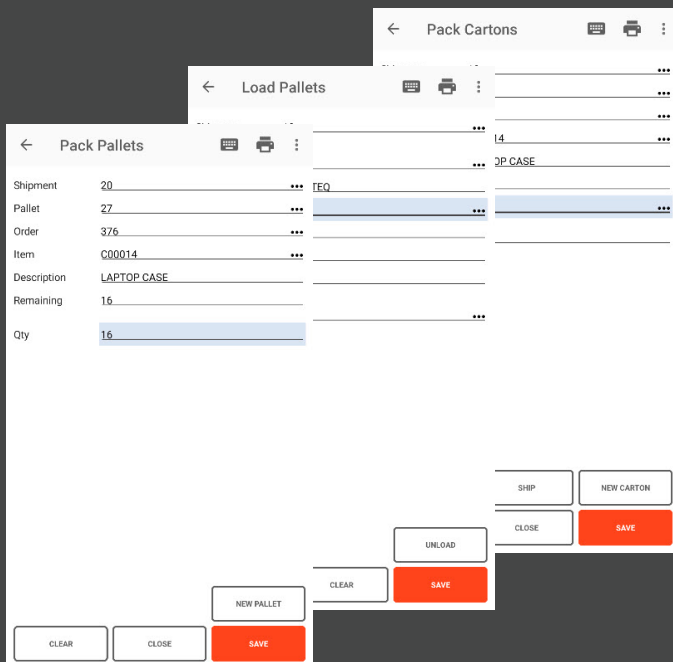 Pack Cartons
14
OP CASE
SHIP
NEW CARTON
CLOSE
SAVE
Load Pallets
TEQ
UNLOAD
CLEAR
SAVE
Pack Pallets
Shipment 20
Pallet 27
Order 376
Item C00014
Description LAPTOP CASE
Remaining 16
Qty 16
NEW PALLET
CLEAR
CLOSE
SAVE